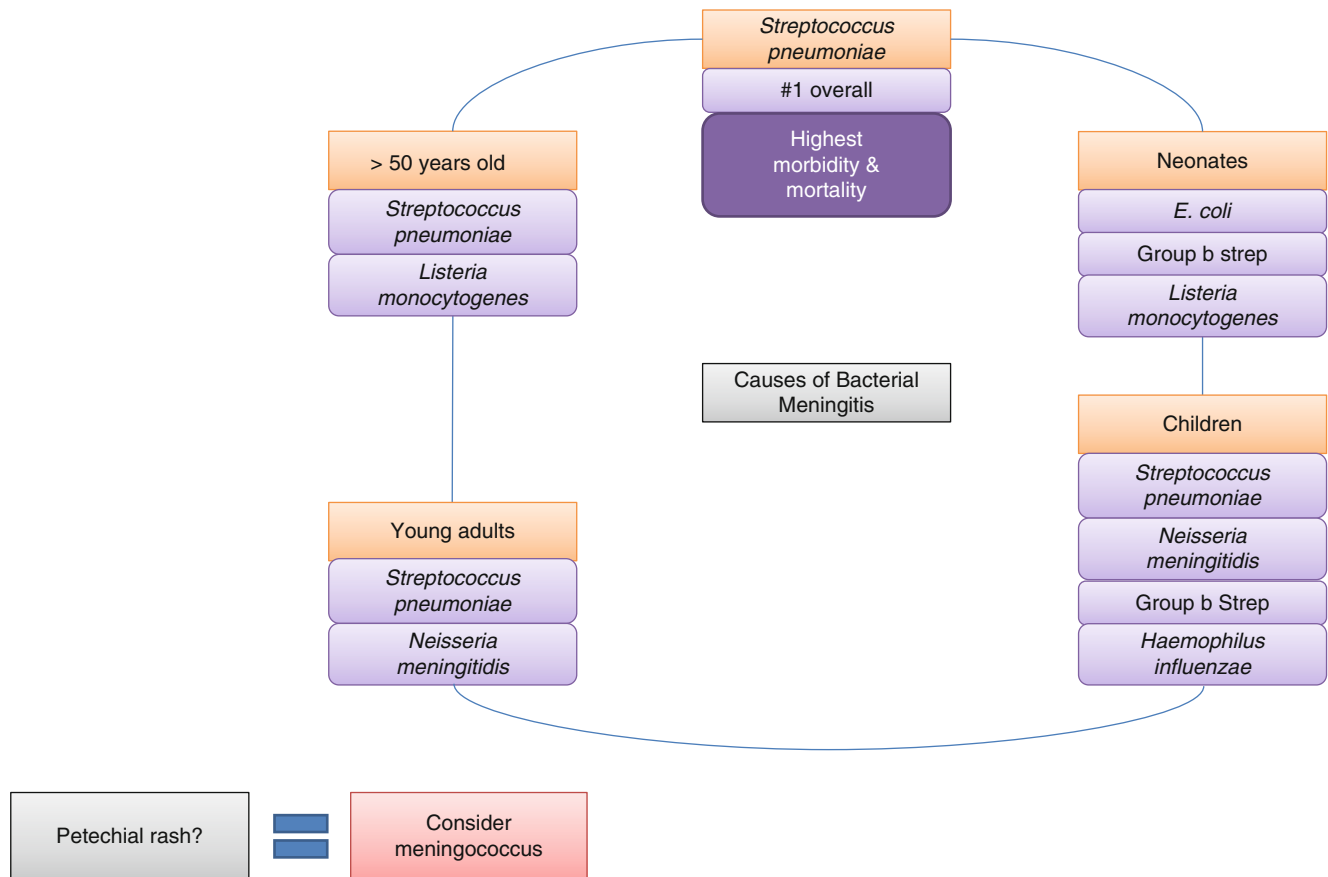 Streptococcus
pneumoniae
#1 overall
Highest
morbidity &
mortality
> 50 years old
Streptococcus
pneumoniae
Listeria
monocytogenes
Neonates
E. coli
Group b strep
Listeria
monocytogenes
Causes of Bacterial
Meningitis
Children
Streptococcus
pneumoniae
Neisseria
meningitidis
Group b Strep
Haemophilus
influenzae
Young adults
Streptococcus
pneumoniae
Neisseria
meningitidis
Petechial rash?
Consider
meningococcus